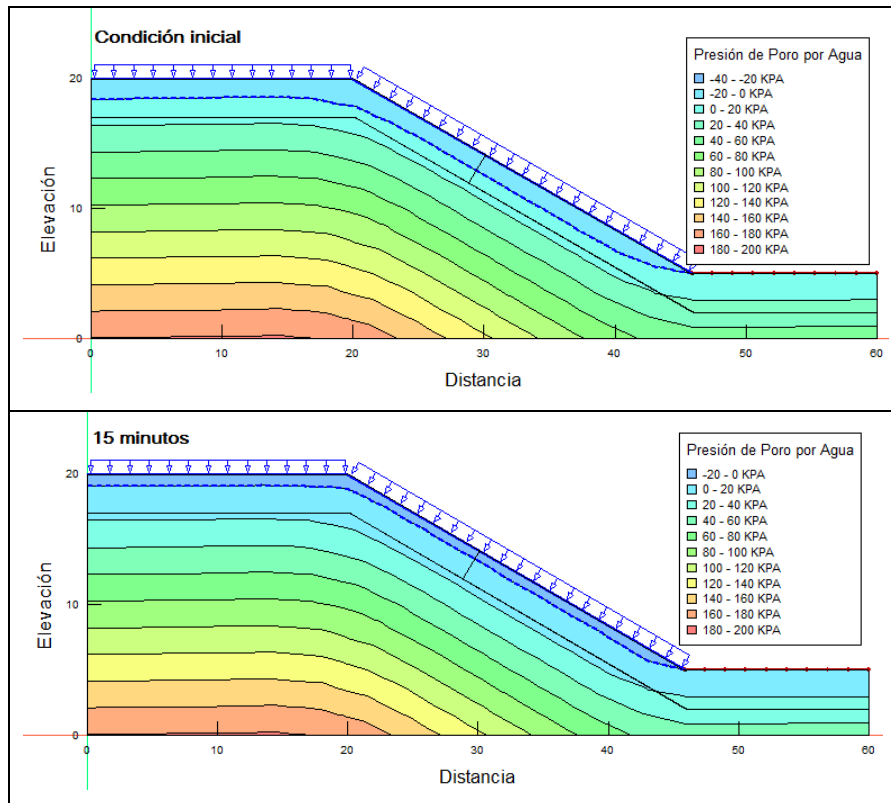 Condición inicial
Presión de Poro por Agua
-40 - -20 KPA
-20 - 0 KPA
0 - 20 KPA
20 - 40 KPA
40 - 60 KPA
60 - 80 KPA
80 - 100 KPA
100 - 120 KPA
120 - 140 KPA
140 - 160 KPA
160 - 180 KPA
180 - 200 KPA
20
10
0
Elevación
0 10 20 30 40 50 60
Distancia
15 minutos
Presión de Poro por Agua
-20 - 0 KPA
0 - 20 KPA
20 - 40 KPA
40 - 60 KPA
60 - 80 KPA
80 - 100 KPA
100 - 120 KPA
120 - 140 KPA
140 - 160 KPA
160 - 180 KPA
180 - 200 KPA
20
10
0
Elevación
0 10 20 30 40 50 60
Distancia